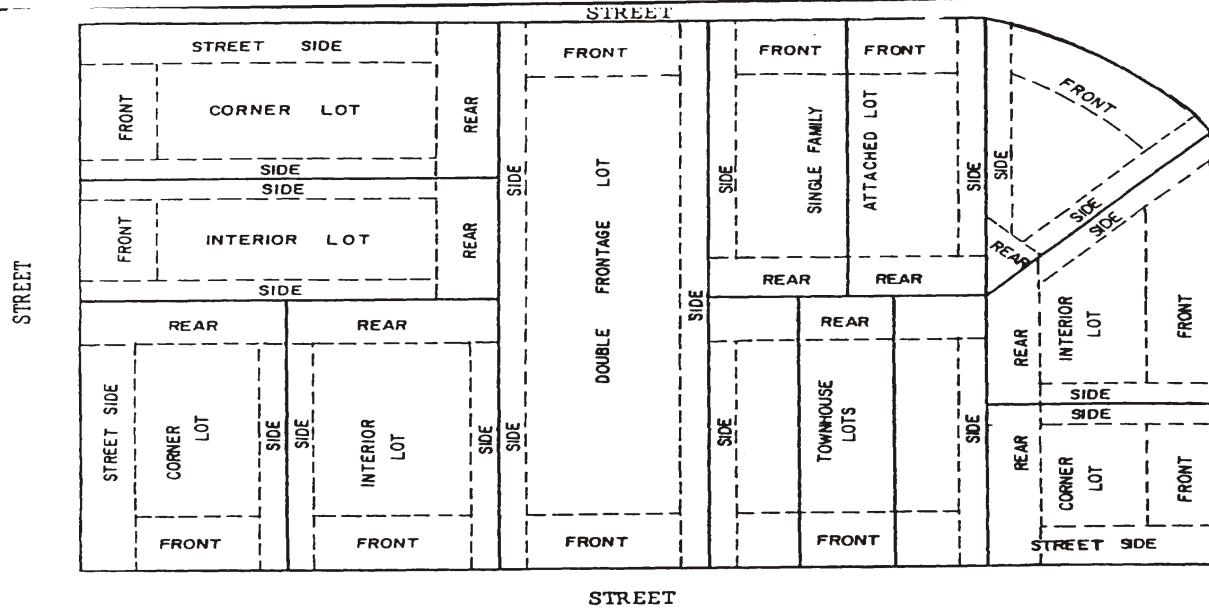 STREET
STREET SIDE
FRONT
CORNER LOT
REAR
SIDE
SIDE
FRONT
INTERIOR LOT
REAR
SIDE
STREET
REAR
STREET SIDE
CORNER LOT
SIDE
FRONT
REAR
SIDE
INTERIOR LOT
SIDE
FRONT
FRONT
SIDE
DOUBLE FRONTAGE LOT
SIDE
SIDE
FRONT
FRONT
FRONT
SIDE
SINGLE FAMILY
ATTACHED LOT
SIDE
REAR
REAR
REAR
SIDE
TOWNHOUSE
LOTS
SIDE
FRONT
FRONT
SIDE
SIDE
REAR
SIDE
REAR
INTERIOR
LOT
FRONT
SIDE
SIDE
REAR
CORNER
LOT
FRONT
STREET SIDE
STREET